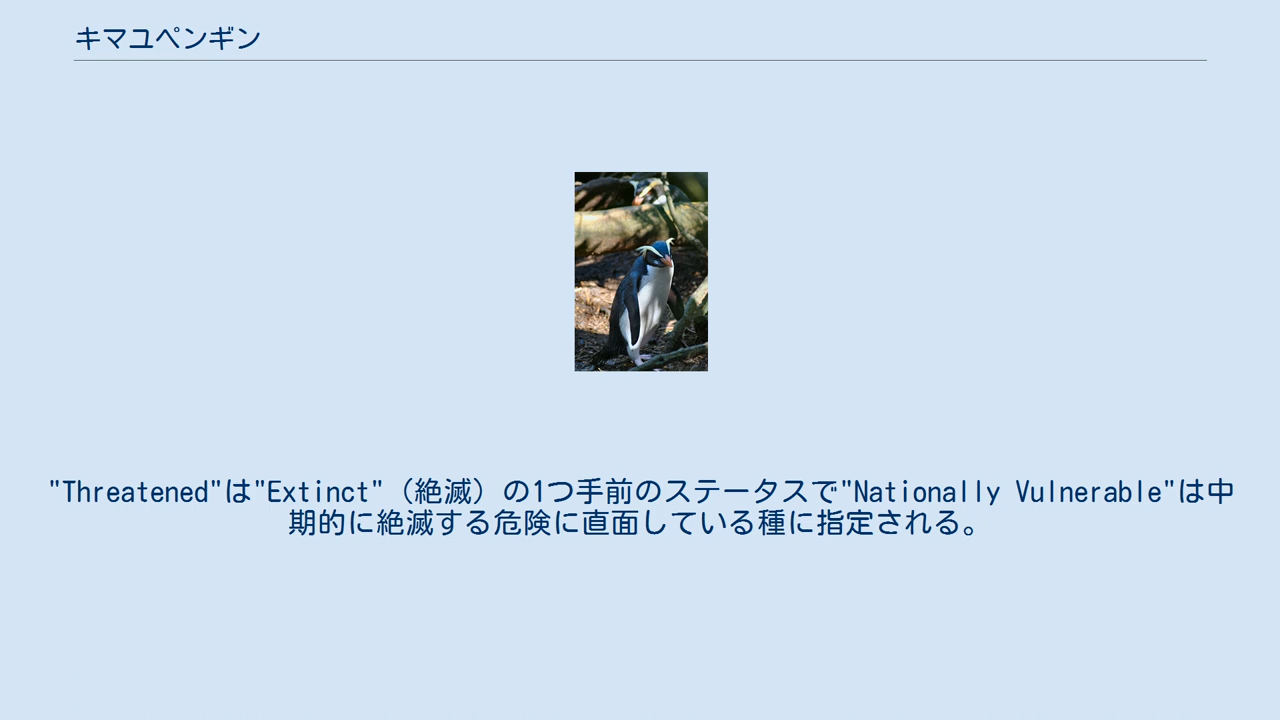 キマユペンギン
"Threatened"は"Extinct"（絶滅）の1つ手前のステータスで"Nationally Vulnerable"は中
期的に絶滅する危険に直面している種に指定される。